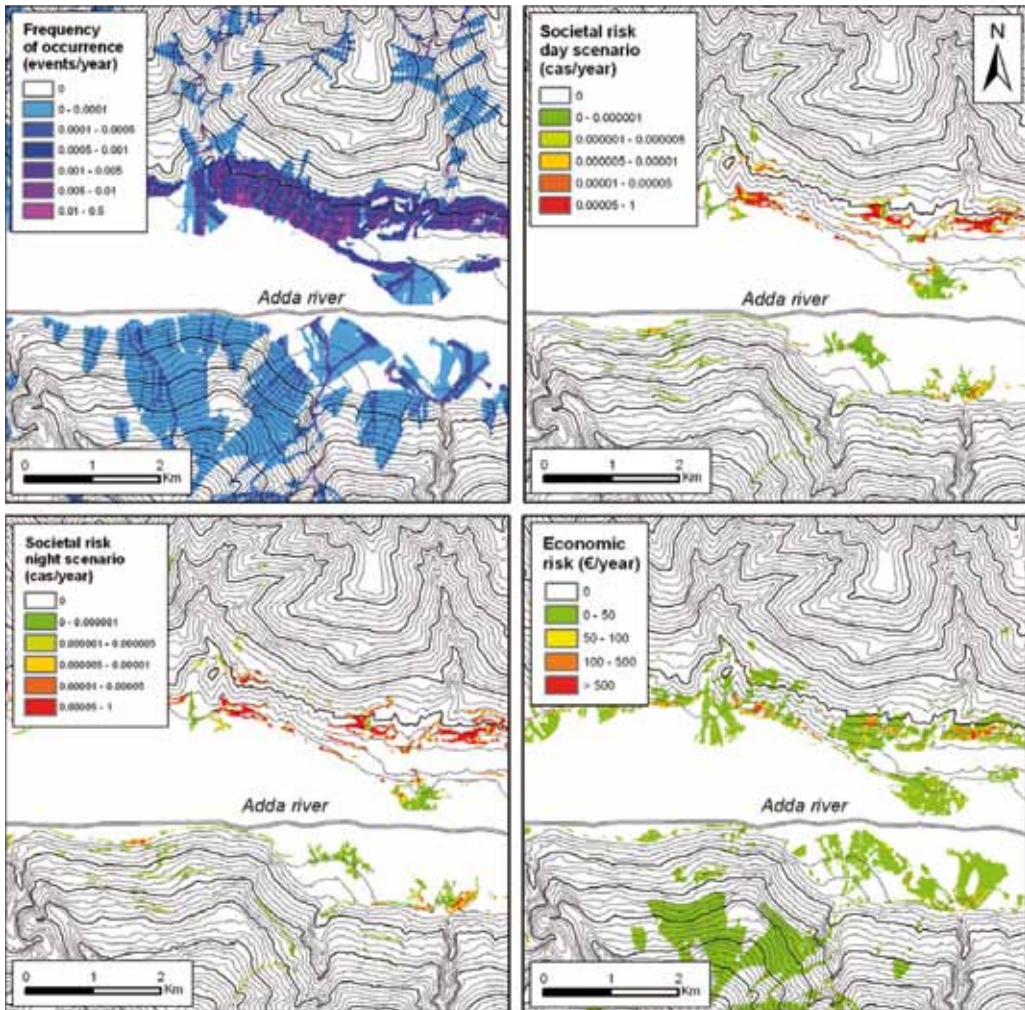 Frequency
of occurrence
(events/year)
0
0 - 0.0001
0.0001 - 0.0005
0.0005 - 0.001
0.001 - 0.005
0.005 - 0.01
0.01 - 0.5
Adda river
0 1 2
Km
Societal risk
day scenario
(cas/year)
0
0 - 0.000001
0.000001 - 0.000005
0.000005 - 0.00001
0.00001 - 0.00005
0.00005 - 1
N
Adda river
0 1 2
Km
Societal risk
night scenario
(cas/year)
0
0 - 0.000001
0.000001 - 0.000005
0.000005 - 0.00001
0.00001 - 0.00005
0.00005 - 1
Adda river
0 1 2
Km
Economic
risk (€/year)
0
0 - 50
50 - 100
100 - 500
> 500
Adda river
0 1 2
Km